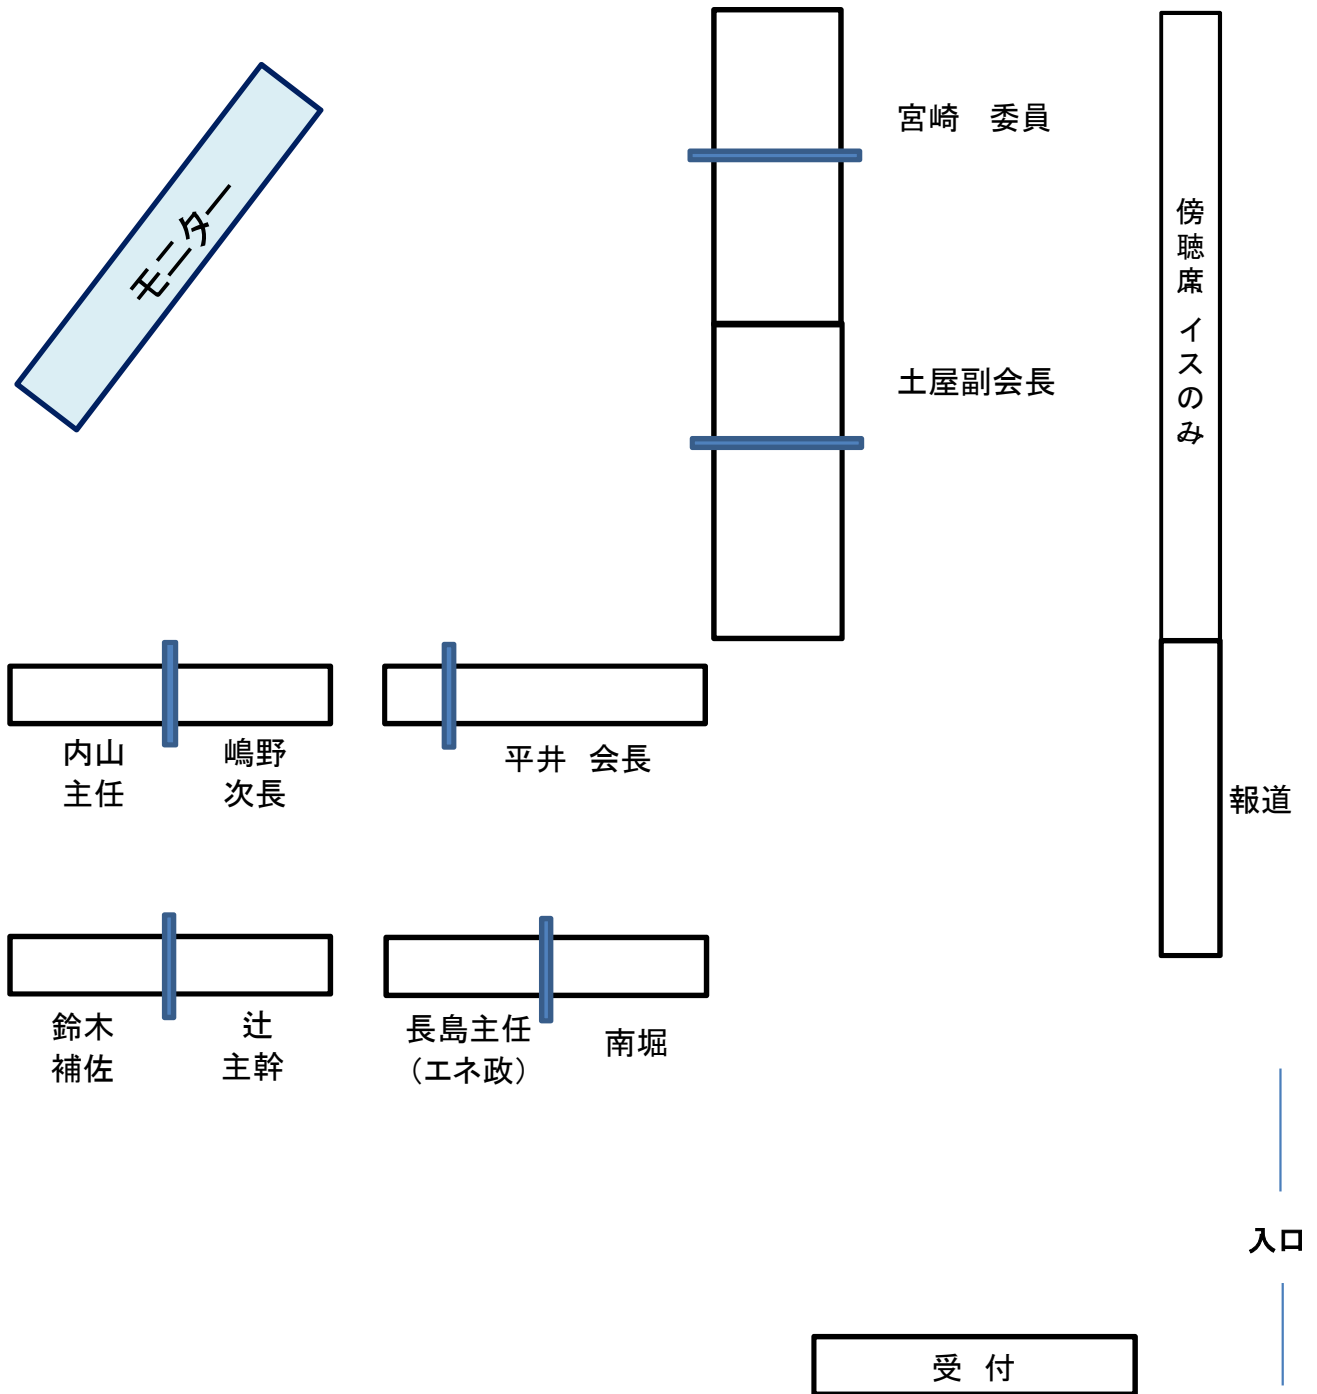 モニター
宮崎　委員
土屋副会長
傍聴席 イスのみ
内山
主任
嶋野
次長
平井　会長
報道
鈴木
補佐
辻
主幹
長島主任
（エネ政）
南堀
入口
受　付